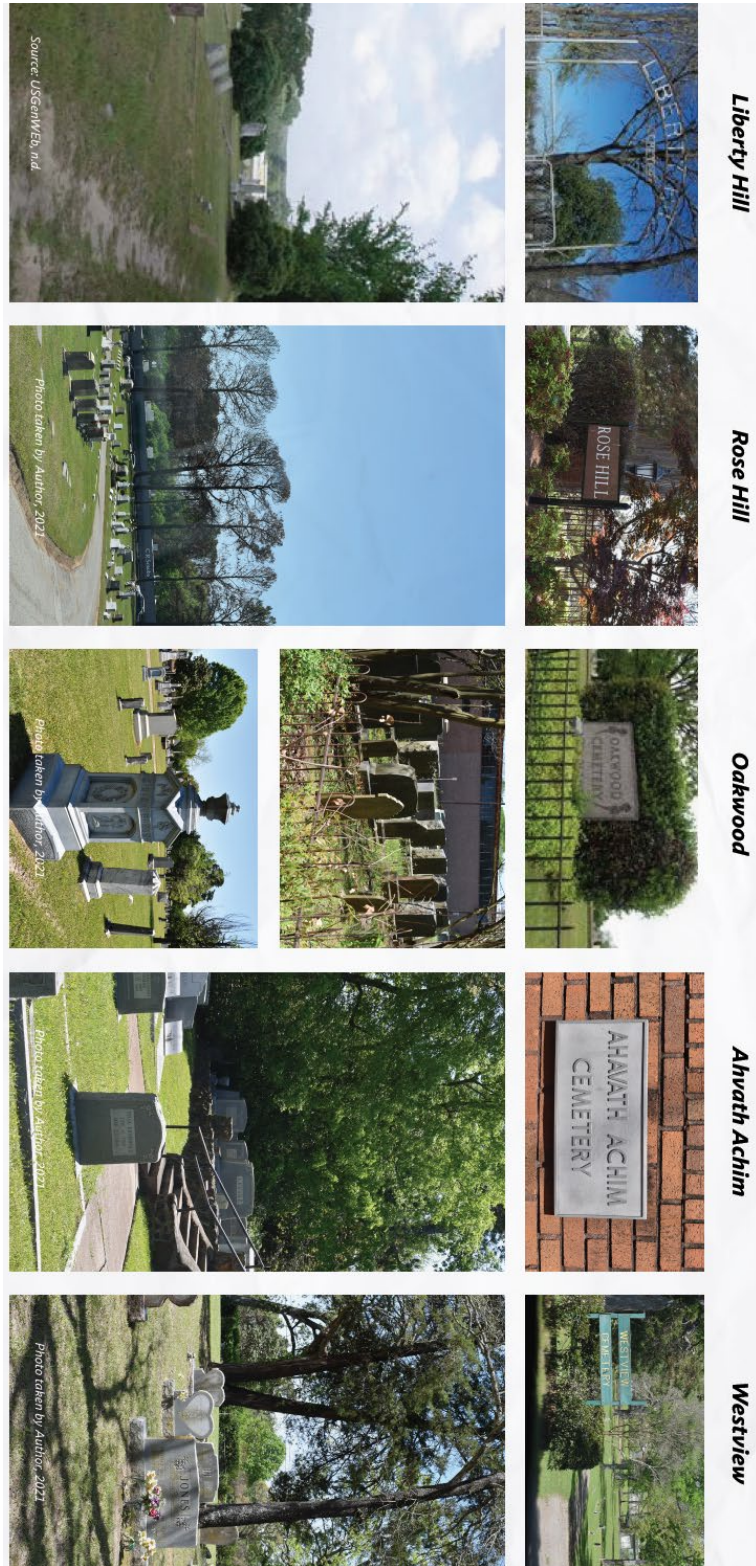 Liberty Hill
Rose Hill
Oakwood
Ahvath Achim
Westview
LIBERTY
ROSE HILL
OAKWOOD
CEMETERY
AHAVATH ACHIM
CEMETERY
WESTVIEW
CEMETERY
Source: USGenWEb, n.d.
Photo taken by Author, 2021
Photo taken by Author, 2021
Photo taken by Author, 2021
Photo taken by Author, 2021